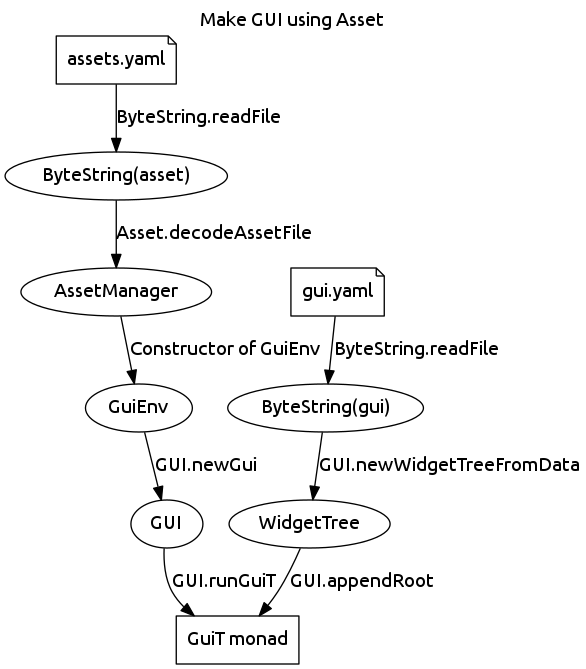 Make GUI using Asset
assets.yaml
ByteString.readFile
ByteString(asset)
Asset.decodeAssetFile
AssetManager
gui.yaml
Constructor of GuiEnv
ByteString.readFile
GuiEnv
ByteString(gui)
GUI.newGui
GUI.newWidgetTreeFromData
GUI
WidgetTree
GUI.runGuiT
GUI.appendRoot
GuiT monad